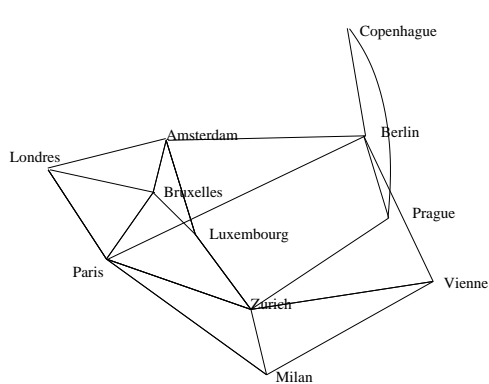 Copenhague
Berlin
Amsterdam
Londres
Bruxelles
Prague
Luxembourg
Paris
Vienne
Zurich
Milan